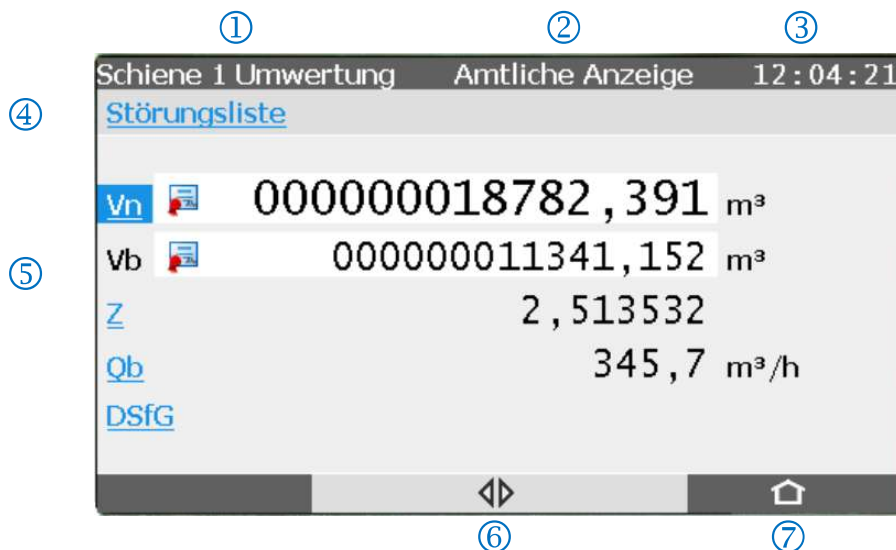 ① ② ③
Schiene 1 Umwertung Amtliche Anzeige 12:04:21
④ Störungsliste
Vn 000000018782,391 m³
⑤ Vb 000000011341,152 m³
Z 2,513532
Qb 345,7 m³/h
DSfG
⑥ ⑦